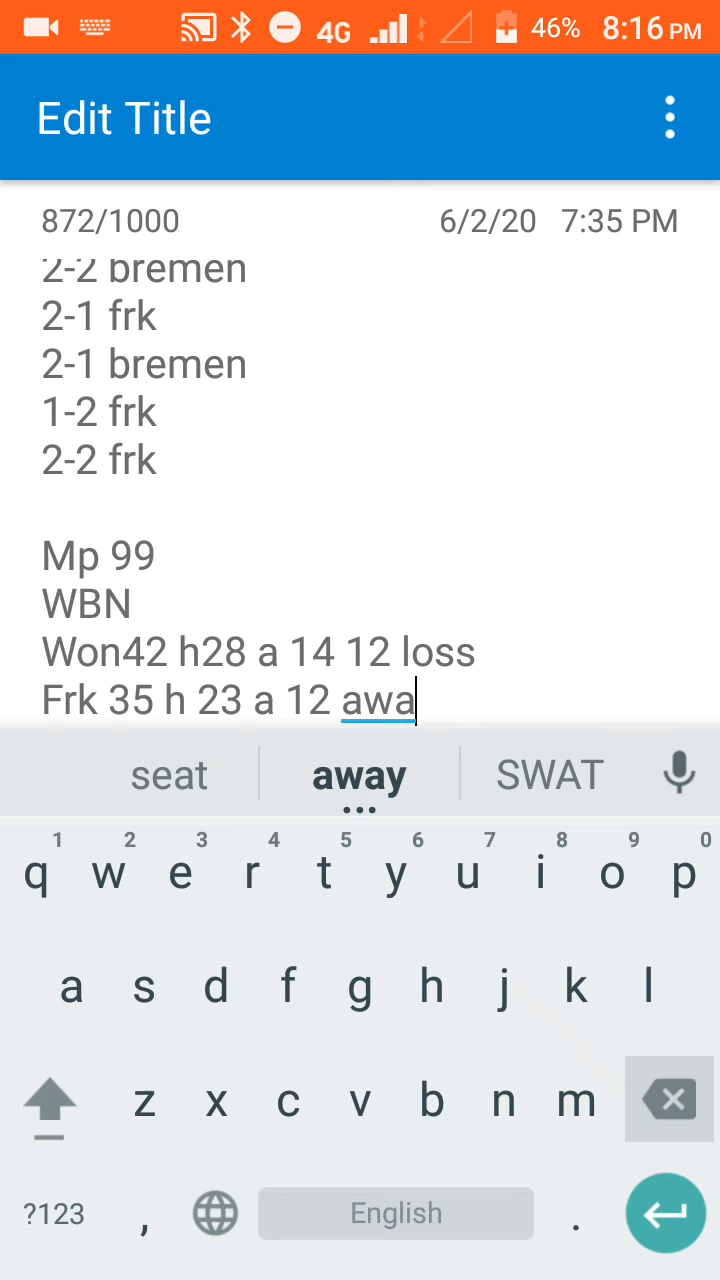 4G 46% 8:16 PM
Edit Title
872/1000 6/2/20 7:35 PM
2-2 bremen
2-1 frk
2-1 bremen
1-2 frk
2-2 frk
Mp 99
WBN
Won42 h28 a 14 12 loss
Frk 35 h 23 a 12 awa
seat away SWAT
1 2 3 4 5 6 7 8 9 0
q w e r t y u i o p
a s d f g h j k l
z x c v b n m
?123 , English .